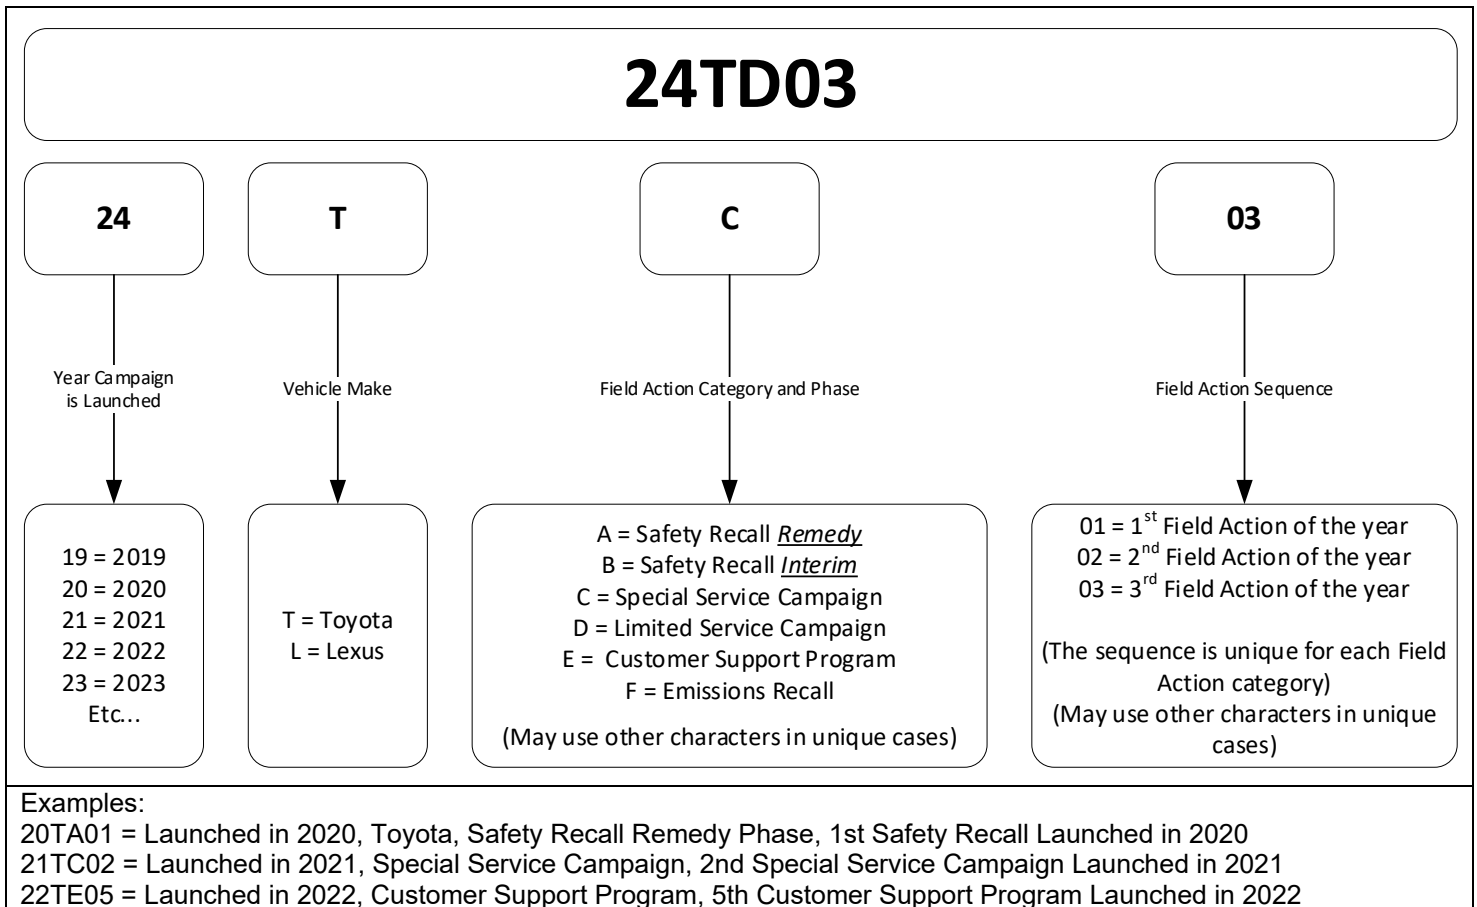 24TD03
24
T
C
03
Year Campaign
is Launched
Vehicle Make
Field Action Category and Phase
Field Action Sequence
19 = 2019
20 = 2020
21 = 2021
22 = 2022
23 = 2023
Etc...
T = Toyota
L = Lexus
A = Safety Recall Remedy
B = Safety Recall Interim
C = Special Service Campaign
D = Limited Service Campaign
E =  Customer Support Program
F = Emissions Recall
(May use other characters in unique cases)
01 = 1st Field Action of the year
02 = 2nd Field Action of the year
03 = 3rd Field Action of the year
(The sequence is unique for each Field
Action category)
(May use other characters in unique
cases)
Examples:
20TA01 = Launched in 2020, Toyota, Safety Recall Remedy Phase, 1st Safety Recall Launched in 2020
21TC02 = Launched in 2021, Special Service Campaign, 2nd Special Service Campaign Launched in 2021
22TE05 = Launched in 2022, Customer Support Program, 5th Customer Support Program Launched in 2022